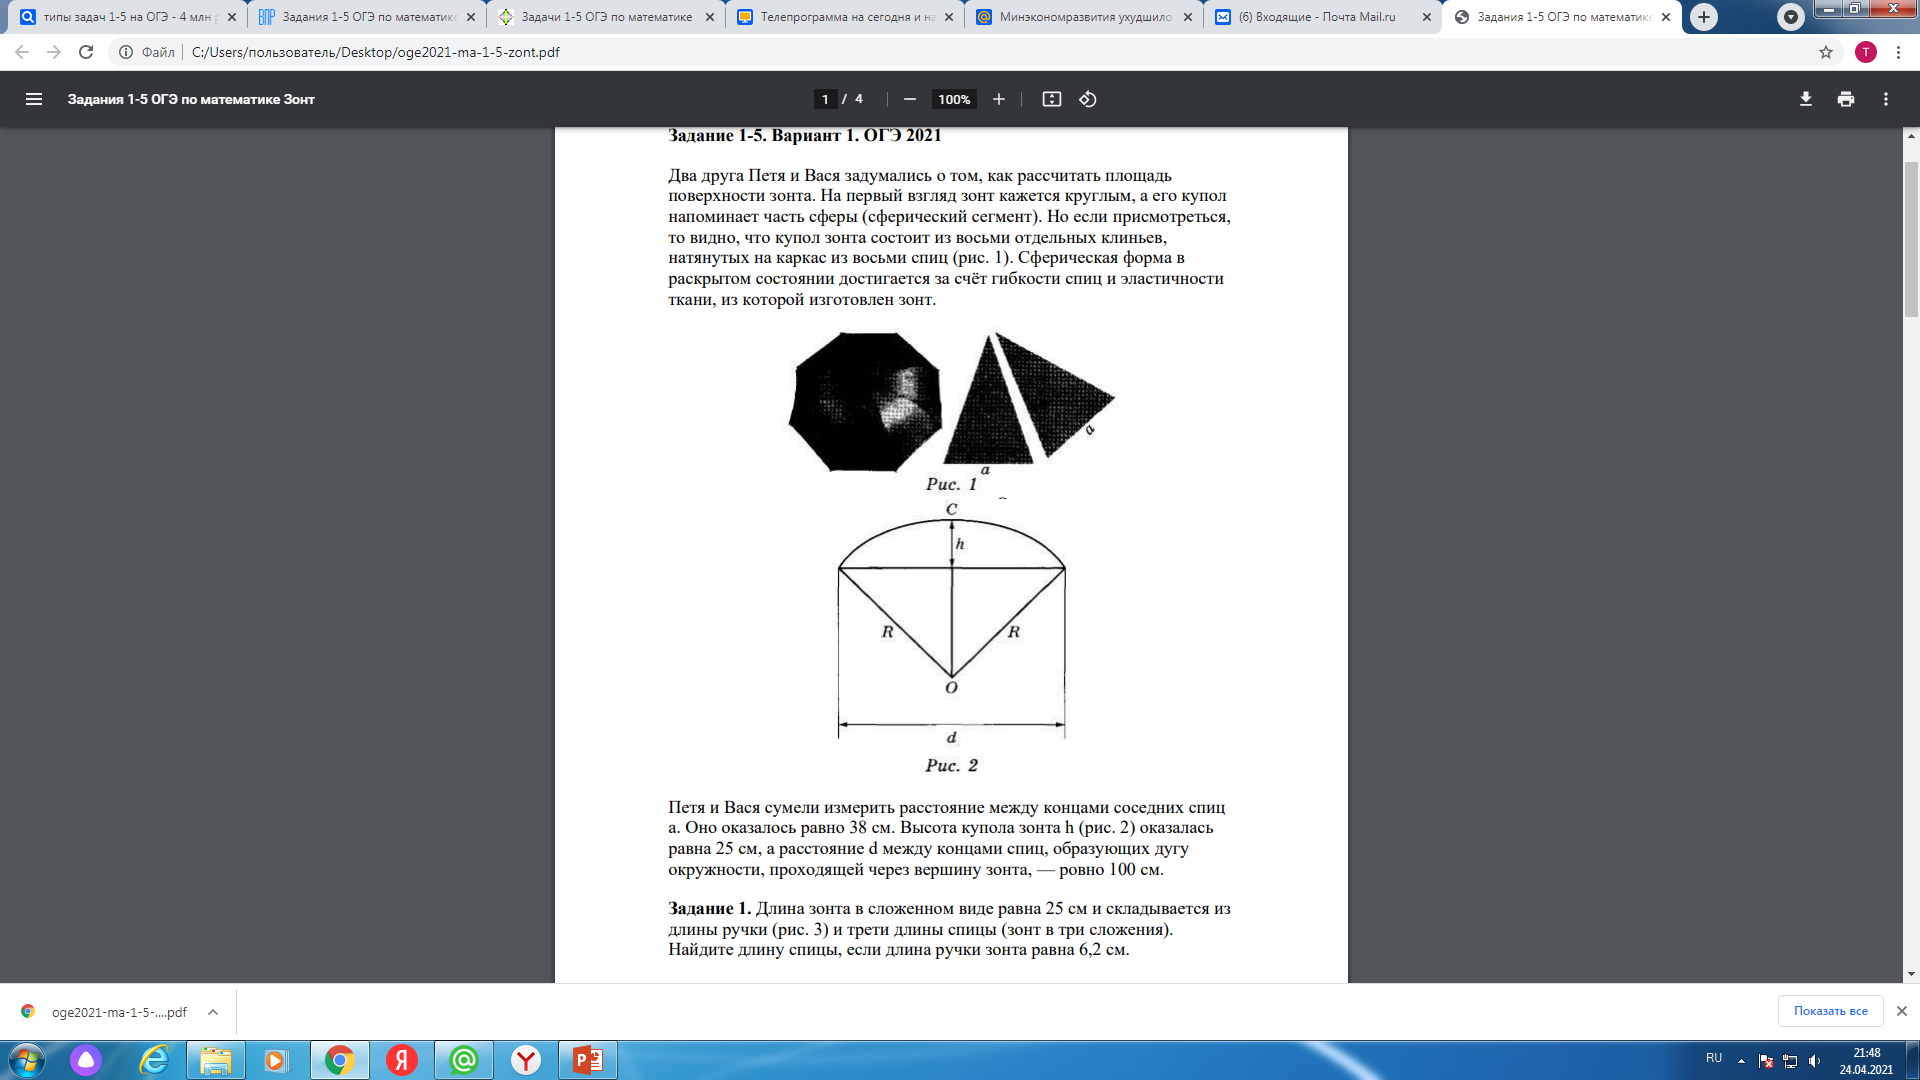 типы задач 1-5 на ОГЭ - 4 млн р
Задания 1-5 ОГЭ по математике
Задачи 1-5 ОГЭ по математике
Телепрограмма на сегодня и на
Минэкономразвития ухудшило
(6) Входящие - Почта Mail.ru
Задания 1-5 ОГЭ по математике
Файл C:/Users/пользователь/Desktop/oge2021-ma-1-5-zont.pdf
T
Задания 1-5 ОГЭ по математике Зонт
1 / 4
100%
Задание 1-5. Вариант 1. ОГЭ 2021
Два друга Петя и Вася задумались о том, как рассчитать площадь
поверхности зонта. На первый взгляд зонт кажется круглым, а его купол
напоминает часть сферы (сферический сегмент). Но если присмотреться,
то видно, что купол зонта состоит из восьми отдельных клиньев,
натянутых на каркас из восьми спиц (рис. 1). Сферическая форма в
раскрытом состоянии достигается за счёт гибкости спиц и эластичности
ткани, из которой изготовлен зонт.
a
a
Рис. 1
C
h
R R
O
d
Рис. 2
Петя и Вася сумели измерить расстояние между концами соседних спиц
а. Оно оказалось равно 38 см. Высота купола зонта h (рис. 2) оказалась
равна 25 см, а расстояние d между концами спиц, образующих дугу
окружности, проходящей через вершину зонта, — ровно 100 см.
Задание 1. Длина зонта в сложенном виде равна 25 см и складывается из
длины ручки (рис. 3) и трети длины спицы (зонт в три сложения).
Найдите длину спицы, если длина ручки зонта равна 6,2 см.
oge2021-ma-1-5-....pdf
Показать все
RU
21:48
24.04.2021